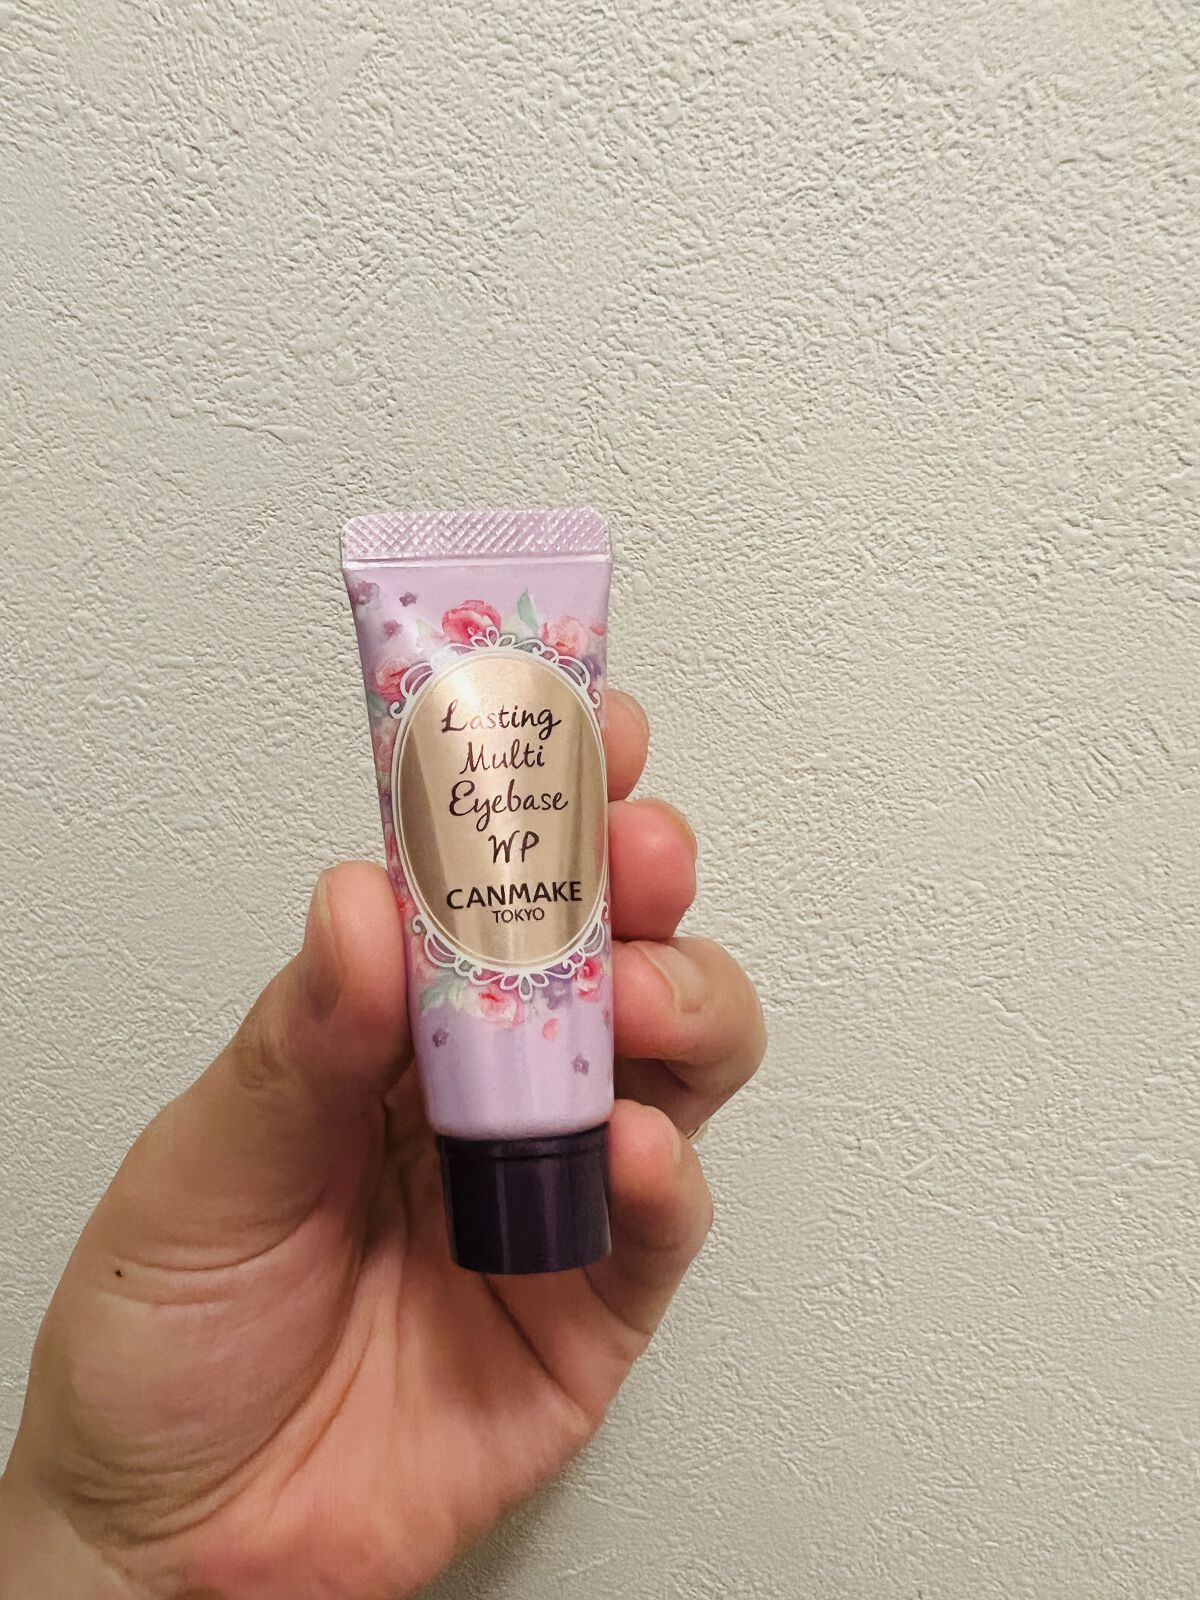 Lasting
Multi
Eyebase
WP
CANMAKE
TOKYO